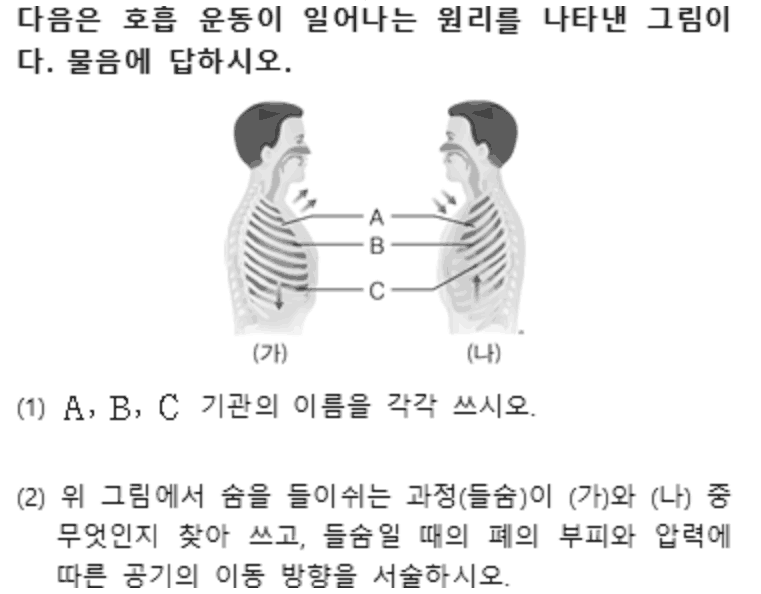 다음은 호흡 운동이 일어나는 원리를 나타낸 그림이
다. 물음에 답하시오.
A
B
C
(가) (나)
(1) A, B, C 기관의 이름을 각각 쓰시오.
(2) 위 그림에서 숨을 들이쉬는 과정(들숨)이 (가)와 (나) 중
무엇인지 찾아 쓰고, 들숨일 때의 폐의 부피와 압력에
따른 공기의 이동 방향을 서술하시오.